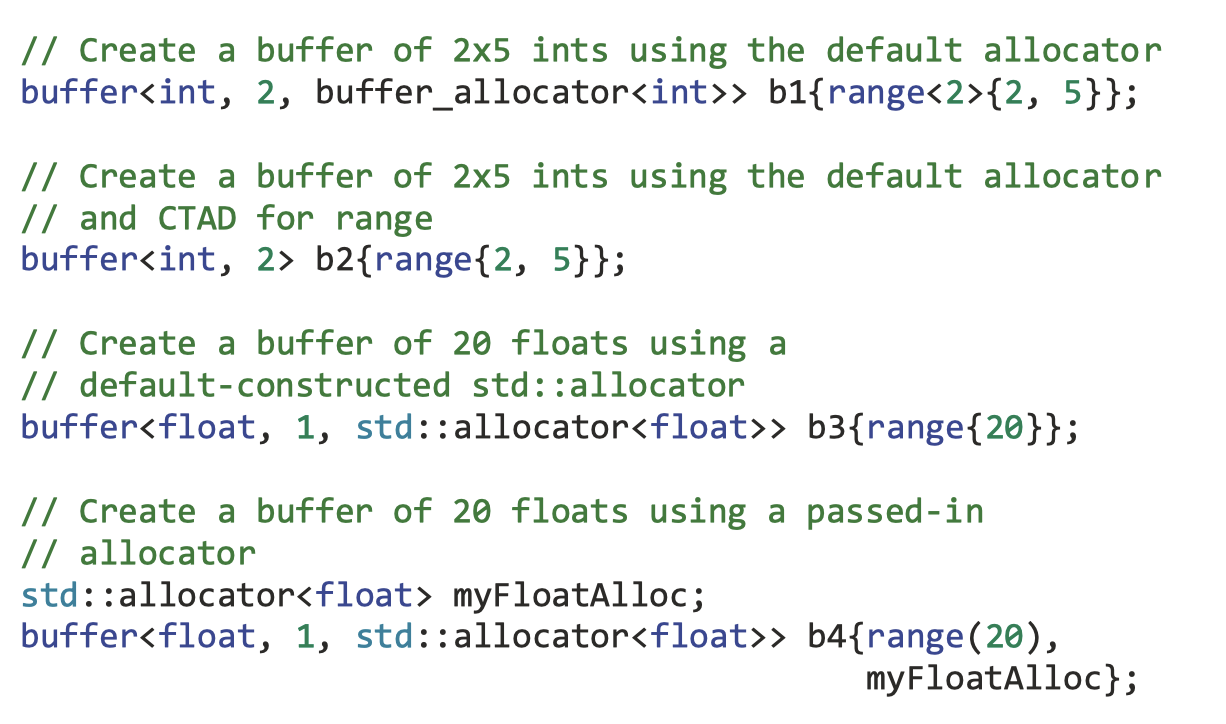 // Create a buffer of 2x5 ints using the default allocator
buffer<int, 2, buffer_allocator<int>> b1{range<2>{2, 5}};
// Create a buffer of 2x5 ints using the default allocator
// and CTAD for range
buffer<int, 2> b2{range{2, 5}};
// Create a buffer of 20 floats using a
// default-constructed std::allocator
buffer<float, 1, std::allocator<float>> b3{range{20}};
// Create a buffer of 20 floats using a passed-in
// allocator
std::allocator<float> myFloatAlloc;
buffer<float, 1, std::allocator<float>> b4{range(20),
myFloatAlloc};